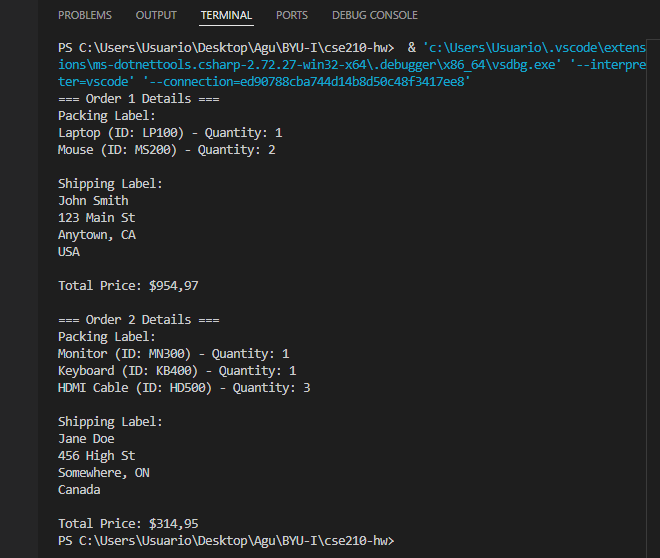 PROBLEMS OUTPUT TERMINAL PORTS DEBUG CONSOLE
PS C:\Users\Usuario\Desktop\Agu\BYU-I\cse210-hw>  & 'c:\Users\Usuario\.vscode\extens
ions\ms-dotnettools.csharp-2.72.27-win32-x64\.debugger\x86_64\vsdbg.exe' '--interpre
ter=vscode' '--connection=ed90788cba744d14b8d50c48f3417ee8'
=== Order 1 Details ===
Packing Label:
Laptop (ID: LP100) - Quantity: 1
Mouse (ID: MS200) - Quantity: 2

Shipping Label:
John Smith
123 Main St
Anytown, CA
USA

Total Price: $954,97

=== Order 2 Details ===
Packing Label:
Monitor (ID: MN300) - Quantity: 1
Keyboard (ID: KB400) - Quantity: 1
HDMI Cable (ID: HD500) - Quantity: 3

Shipping Label:
Jane Doe
456 High St
Somewhere, ON
Canada

Total Price: $314,95
PS C:\Users\Usuario\Desktop\Agu\BYU-I\cse210-hw>